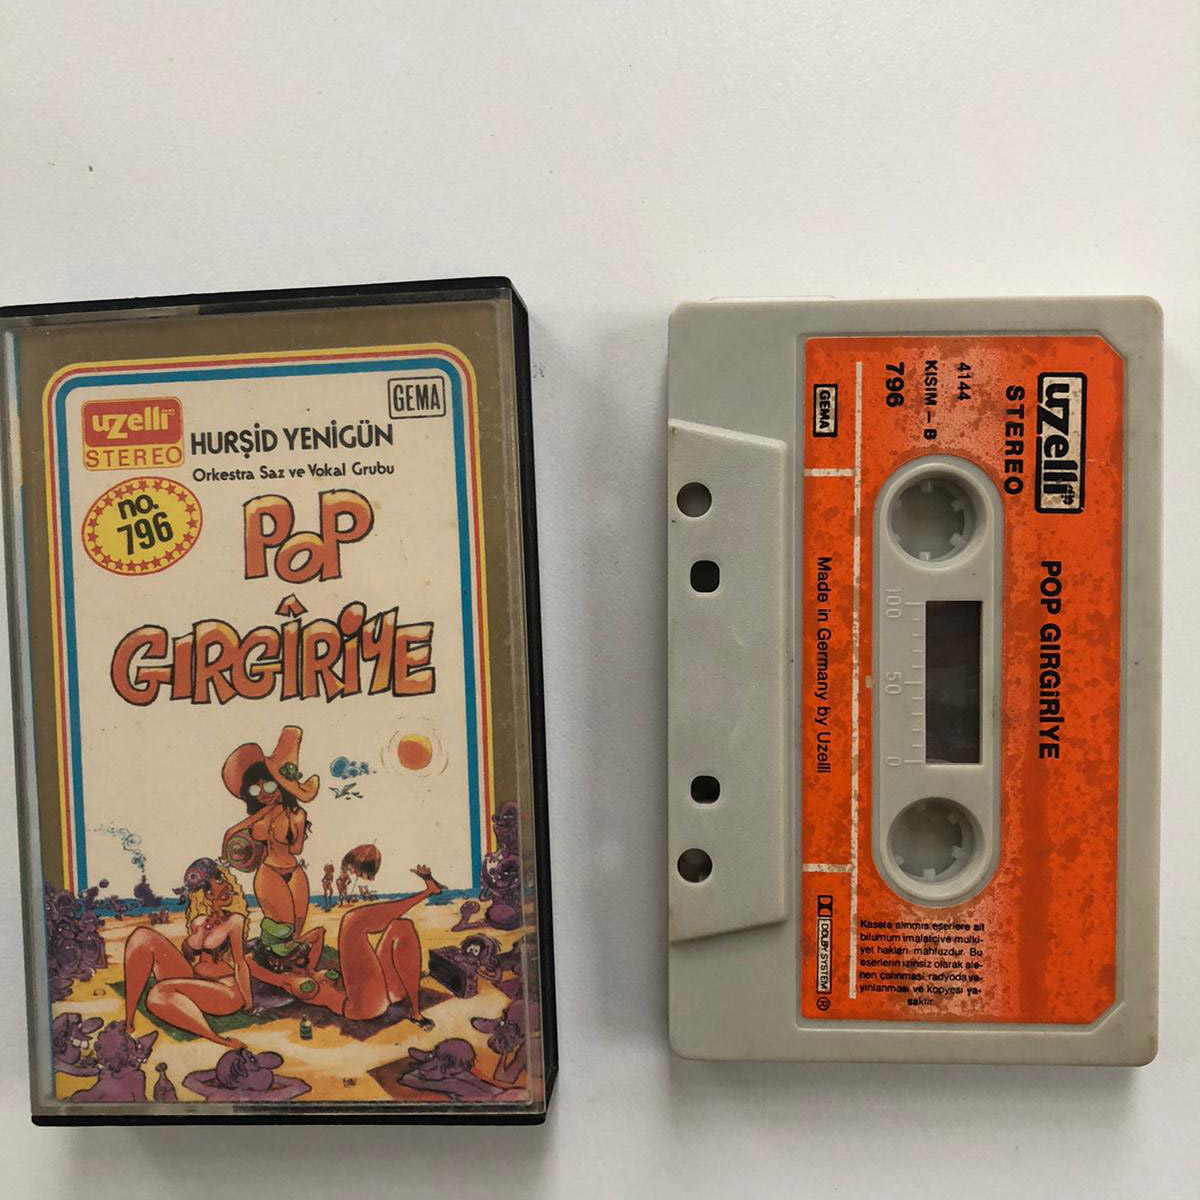 uzelli
STEREO
GEMA
HURŞİD YENİGÜN
Orkestra Saz ve Vokal Grubu
no.
796
POP
GIRGÎRİYE
uzelli
STEREO
POP GIRGİRİYE
4144
KISIM – B
796
GEMA
Made in Germany by Uzelli
100
50
0
DOLBY SYSTEM
®
Kasete alınmış eserlere ait
bilumum imalatçı ve mülki-
yet hakları mahfuzdur. Bu
eserlerin izinsiz olarak ale-
nen çalınması, radyoda ya-
yınlanması ve kopyesi ya-
saktır.